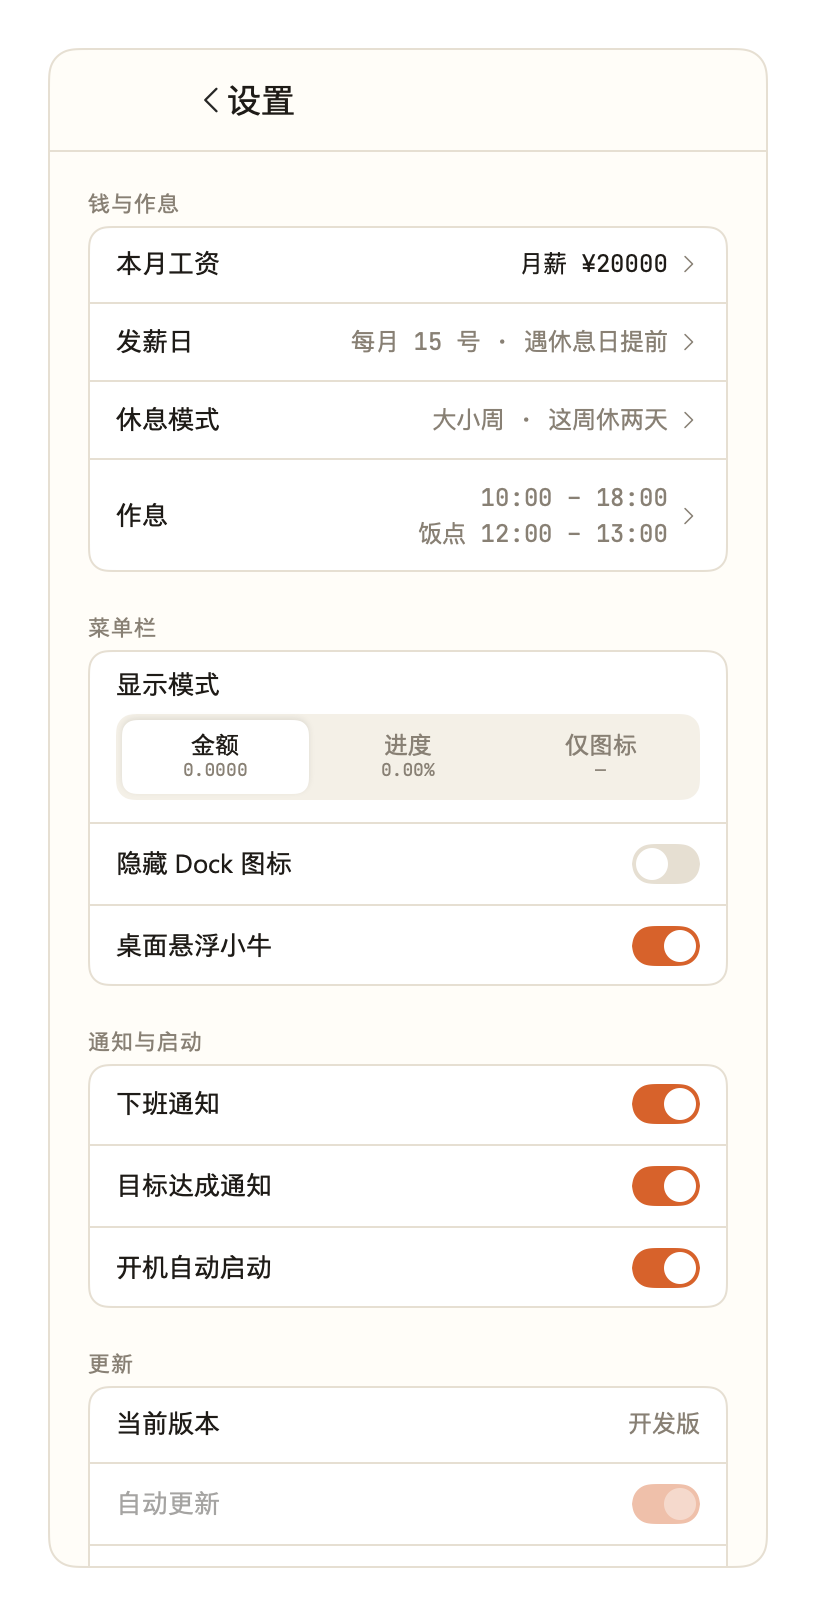 设置
钱与作息
本月工资 月薪 ¥20000
发薪日 每月 15 号 · 遇休息日提前
休息模式 大小周 · 这周休两天
作息 10:00 – 18:00
饭点 12:00 – 13:00
菜单栏
显示模式
金额 进度 仅图标
0.0000 0.00% —
隐藏 Dock 图标
桌面悬浮小牛
通知与启动
下班通知
目标达成通知
开机自动启动
更新
当前版本 开发版
自动更新